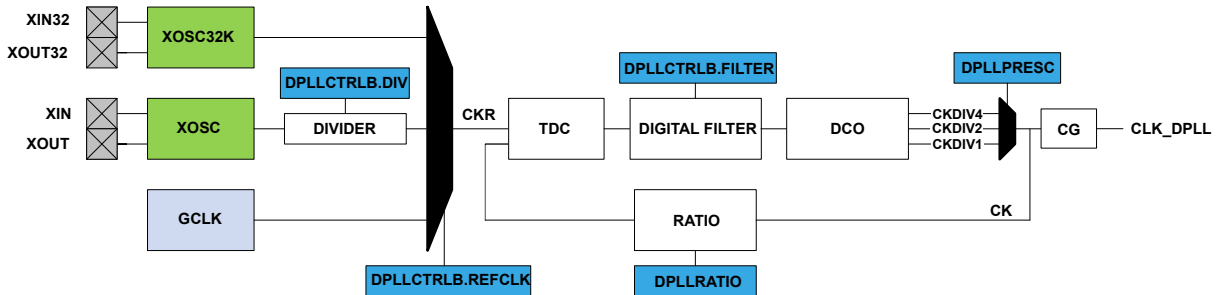 XIN32
XOUT32
XOSC32K
DPLLCTRLB.DIV
DPLLCTRLB.FILTER
DPLLPRESC
XIN
XOUT
XOSC
DIVIDER
CKR
TDC
DIGITAL FILTER
DCO
CKDIV4
CKDIV2
CKDIV1
CG
CLK_DPLL
GCLK
RATIO
CK
DPLLCTRLB.REFCLK
DPLLRATIO